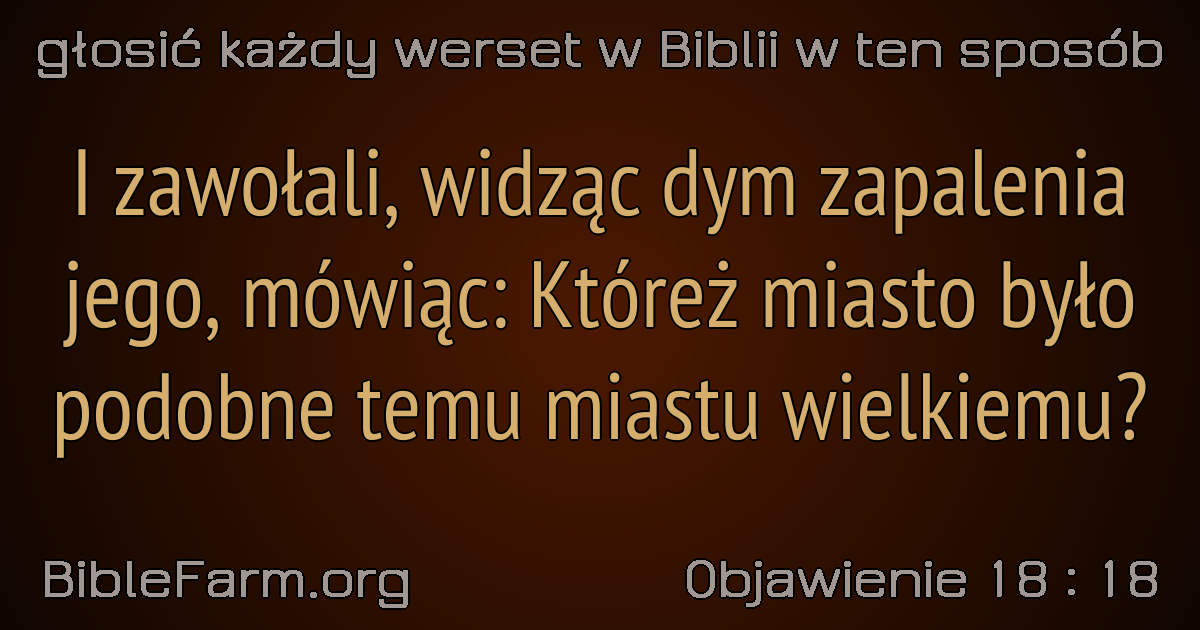 głosić każdy werset w Biblii w ten sposób
I zawołali, widząc dym zapalenia
jego, mówiąc: Któreż miasto było
podobne temu miastu wielkiemu?
BibleFarm.org
Objawienie 18 : 18